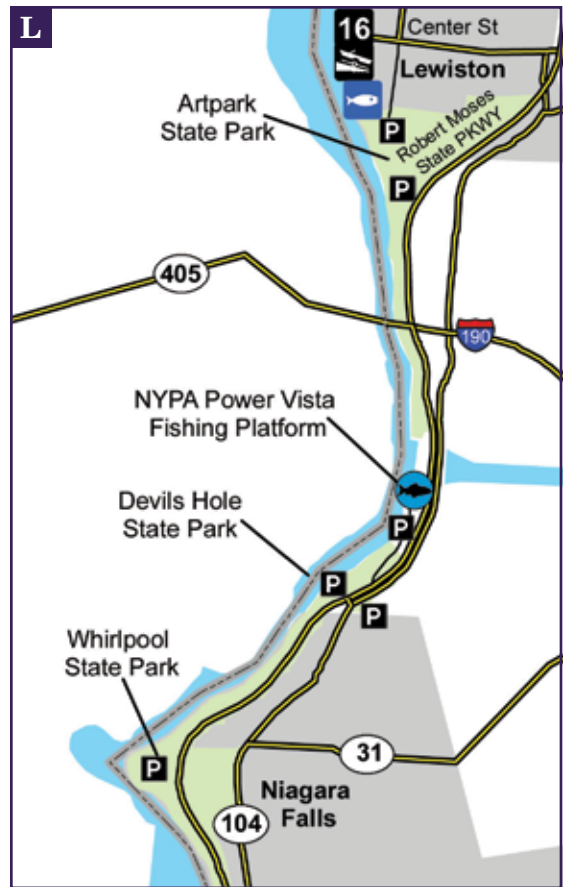 L
16
Center St
Lewiston
Artpark
State Park
P
Robert Moses
State PKWY
P
405
190
NYPA Power Vista
Fishing Platform
Devils Hole
State Park
P
P
P
Whirlpool
State Park
P
31
Niagara
Falls
104